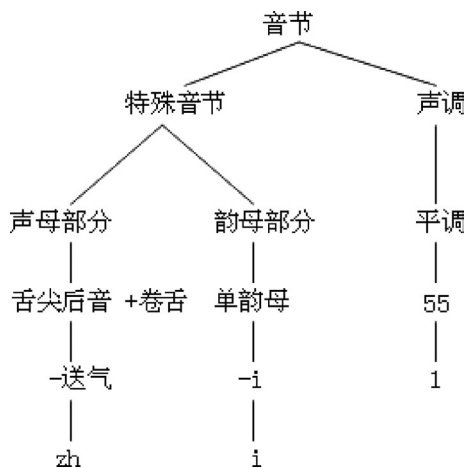 音节
特殊音节 声调
声母部分 韵母部分 平调
舌尖后音 +卷舌 单韵母 55
-送气 -i 1
zh i